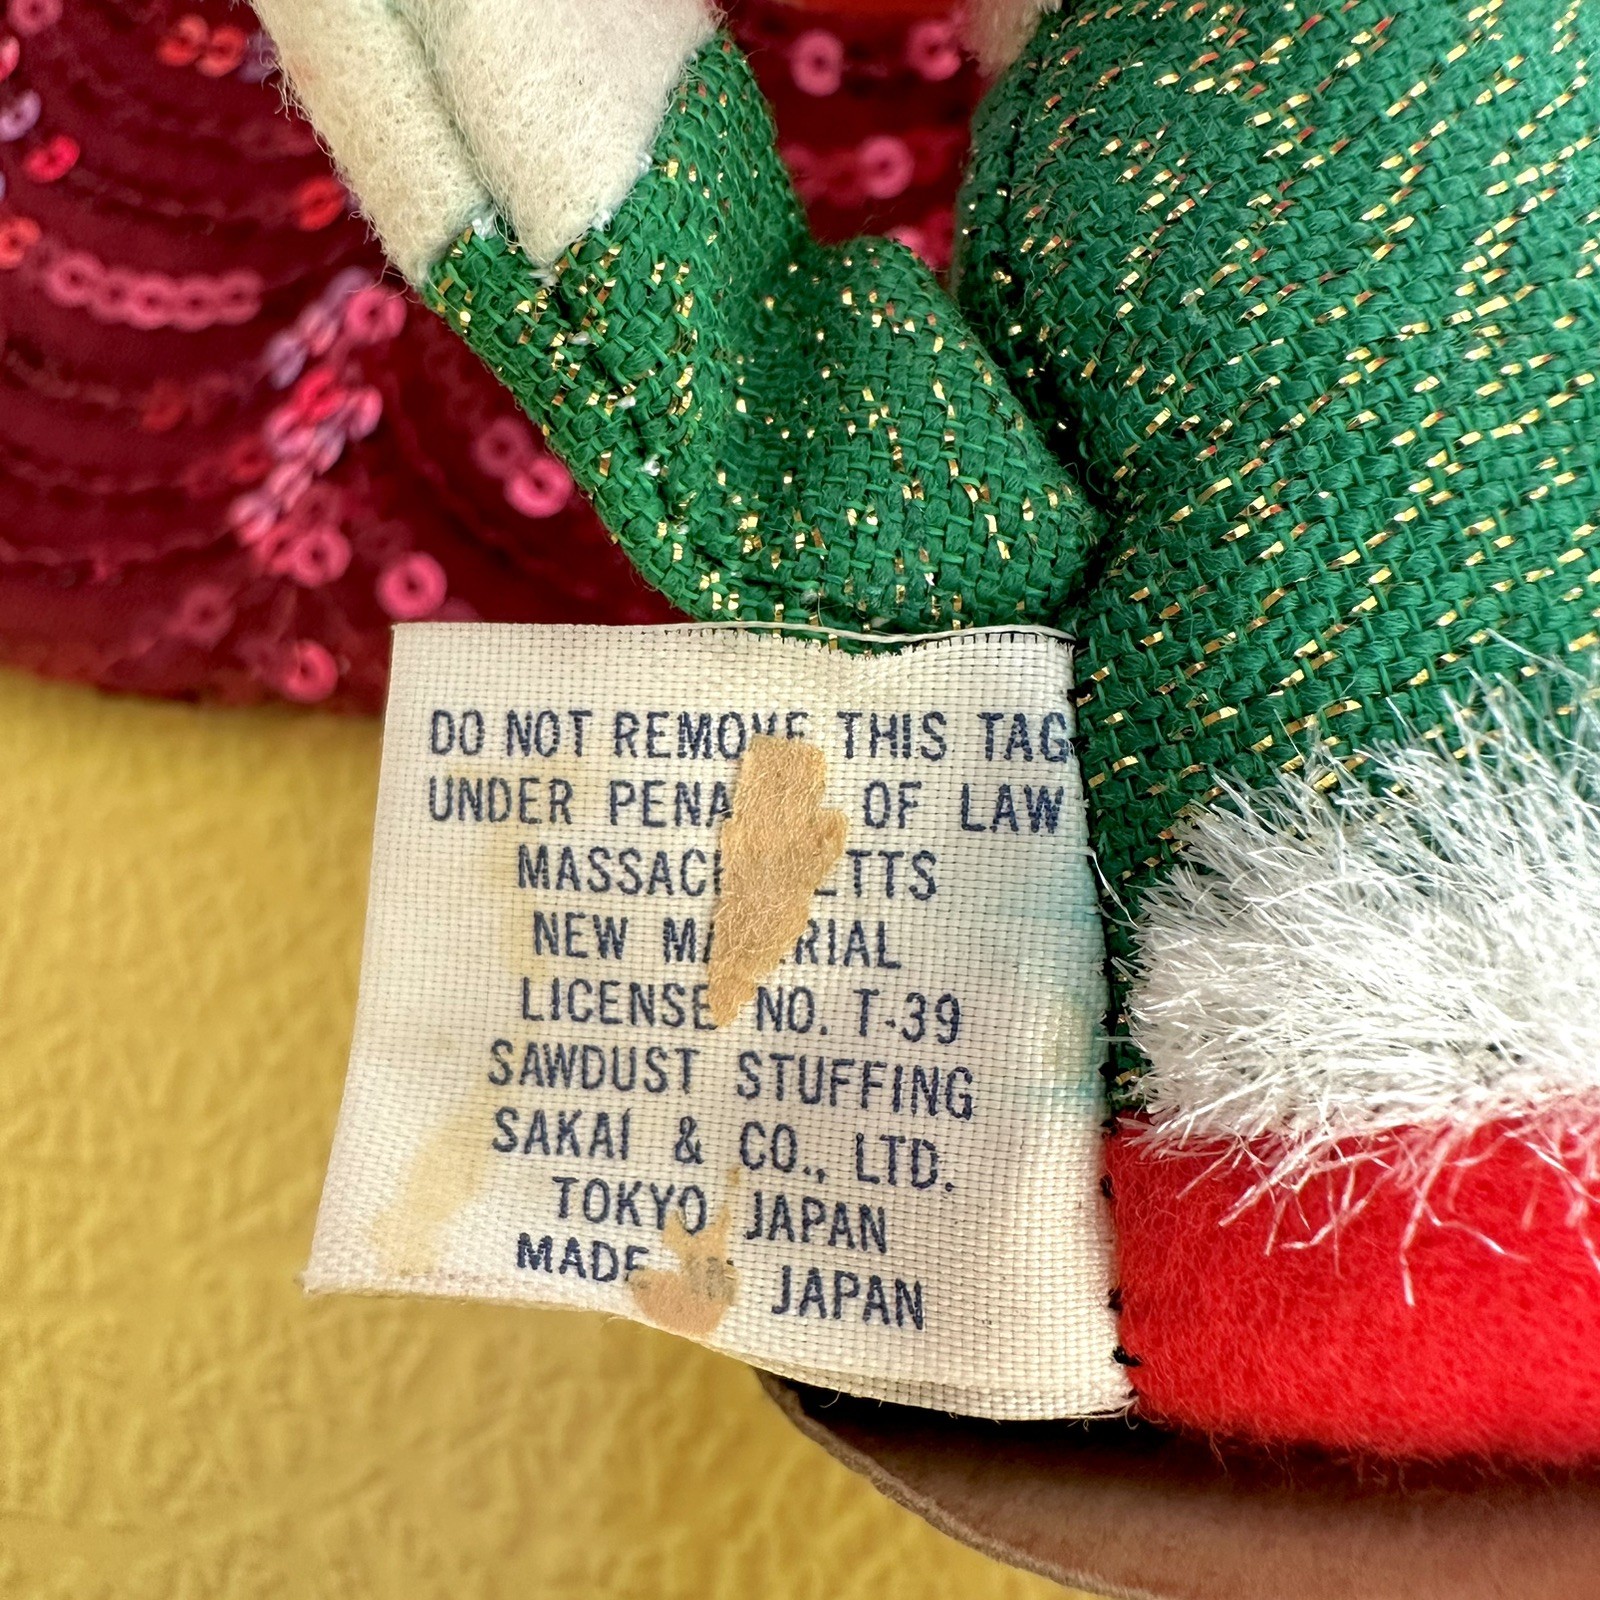 DO NOT REMOVE THIS TAG
UNDER PENALTY OF LAW
MASSACHUSETTS
NEW MATERIAL
LICENSE NO. T-39
SAWDUST STUFFING
SAKAI & CO., LTD.
TOKYO JAPAN
MADE IN JAPAN